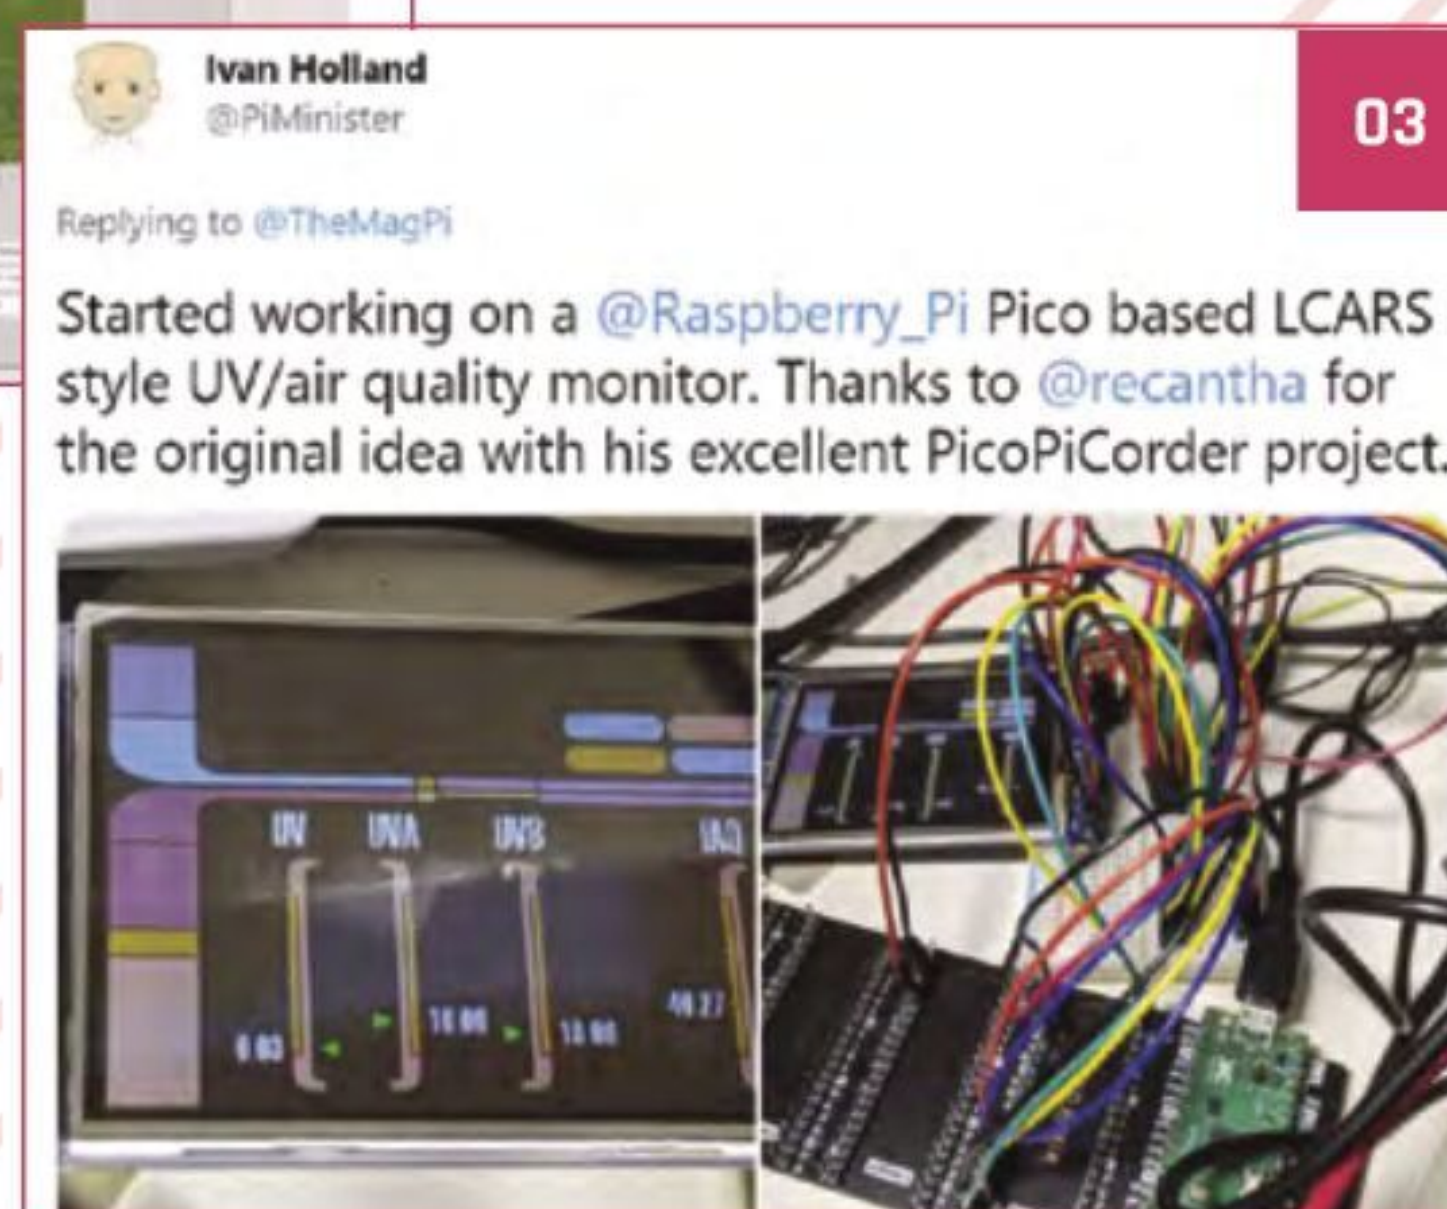 Ivan Holland
@PiMinister
03
Replying to @TheMagPi
Started working on a @Raspberry_Pi Pico based LCARS
style UV/air quality monitor. Thanks to @recantha for
the original idea with his excellent PicoPiCorder project.
UV UVA UVB IAQ